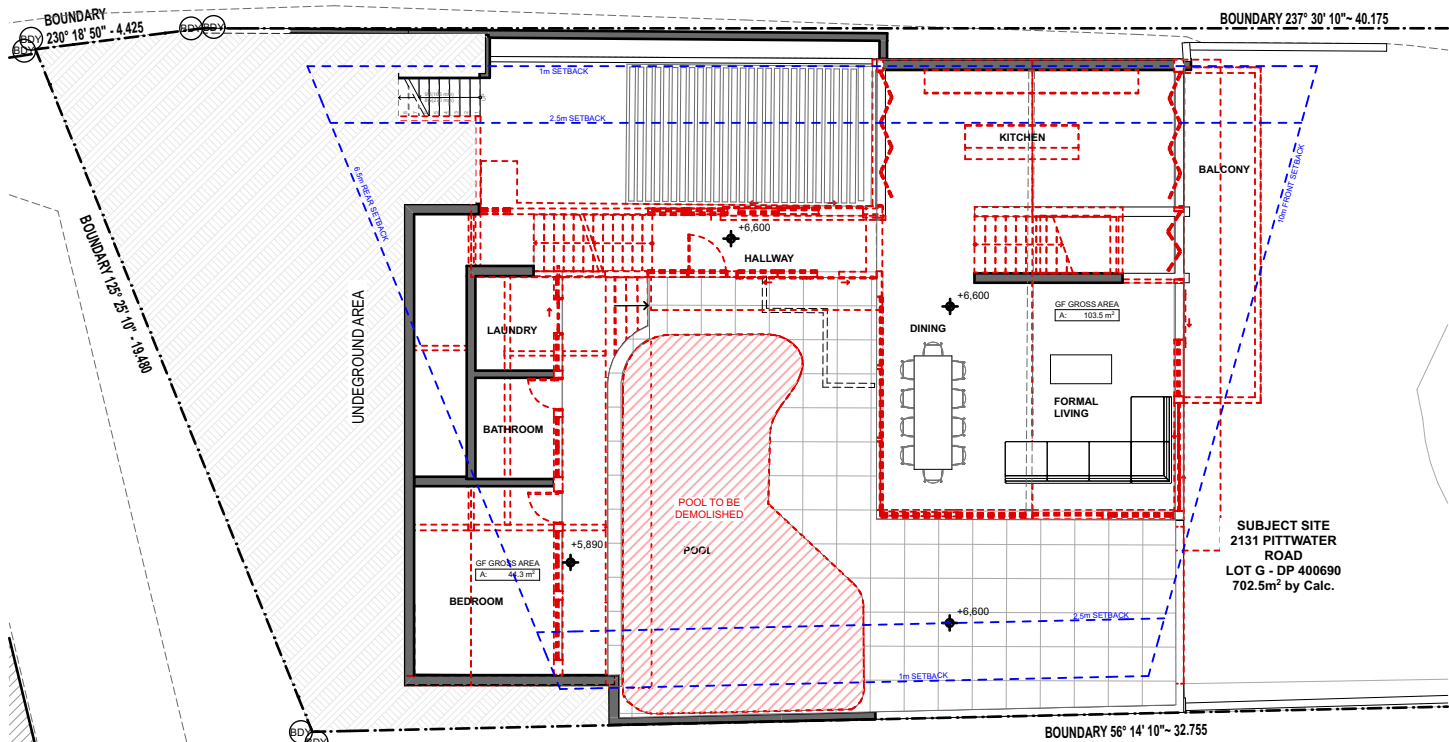 BOUNDARY
230° 18' 50" - 4.425
BDY
BDY
BDY
BDY
BOUNDARY 237° 30' 10"~ 40.175
1m SETBACK
2.5m SETBACK
KITCHEN
BALCONY
6.5m REAR SETBACK
10m FRONT SETBACK
BOUNDARY 125° 25' 10" - 19.480
UNDEGROUND AREA
+6,600
HALLWAY
+6,600
GF GROSS AREA
A: 103.5 m²
LAUNDRY
DINING
FORMAL
LIVING
BATHROOM
POOL TO BE
DEMOLISHED
POOL
SUBJECT SITE
2131 PITTWATER
ROAD
LOT G - DP 400690
702.5m² by Calc.
+5,890
GF GROSS AREA
A: 44.3 m²
BEDROOM
+6,600
2.5m SETBACK
1m SETBACK
BDY
BDY
BOUNDARY 56° 14' 10"~ 32.755